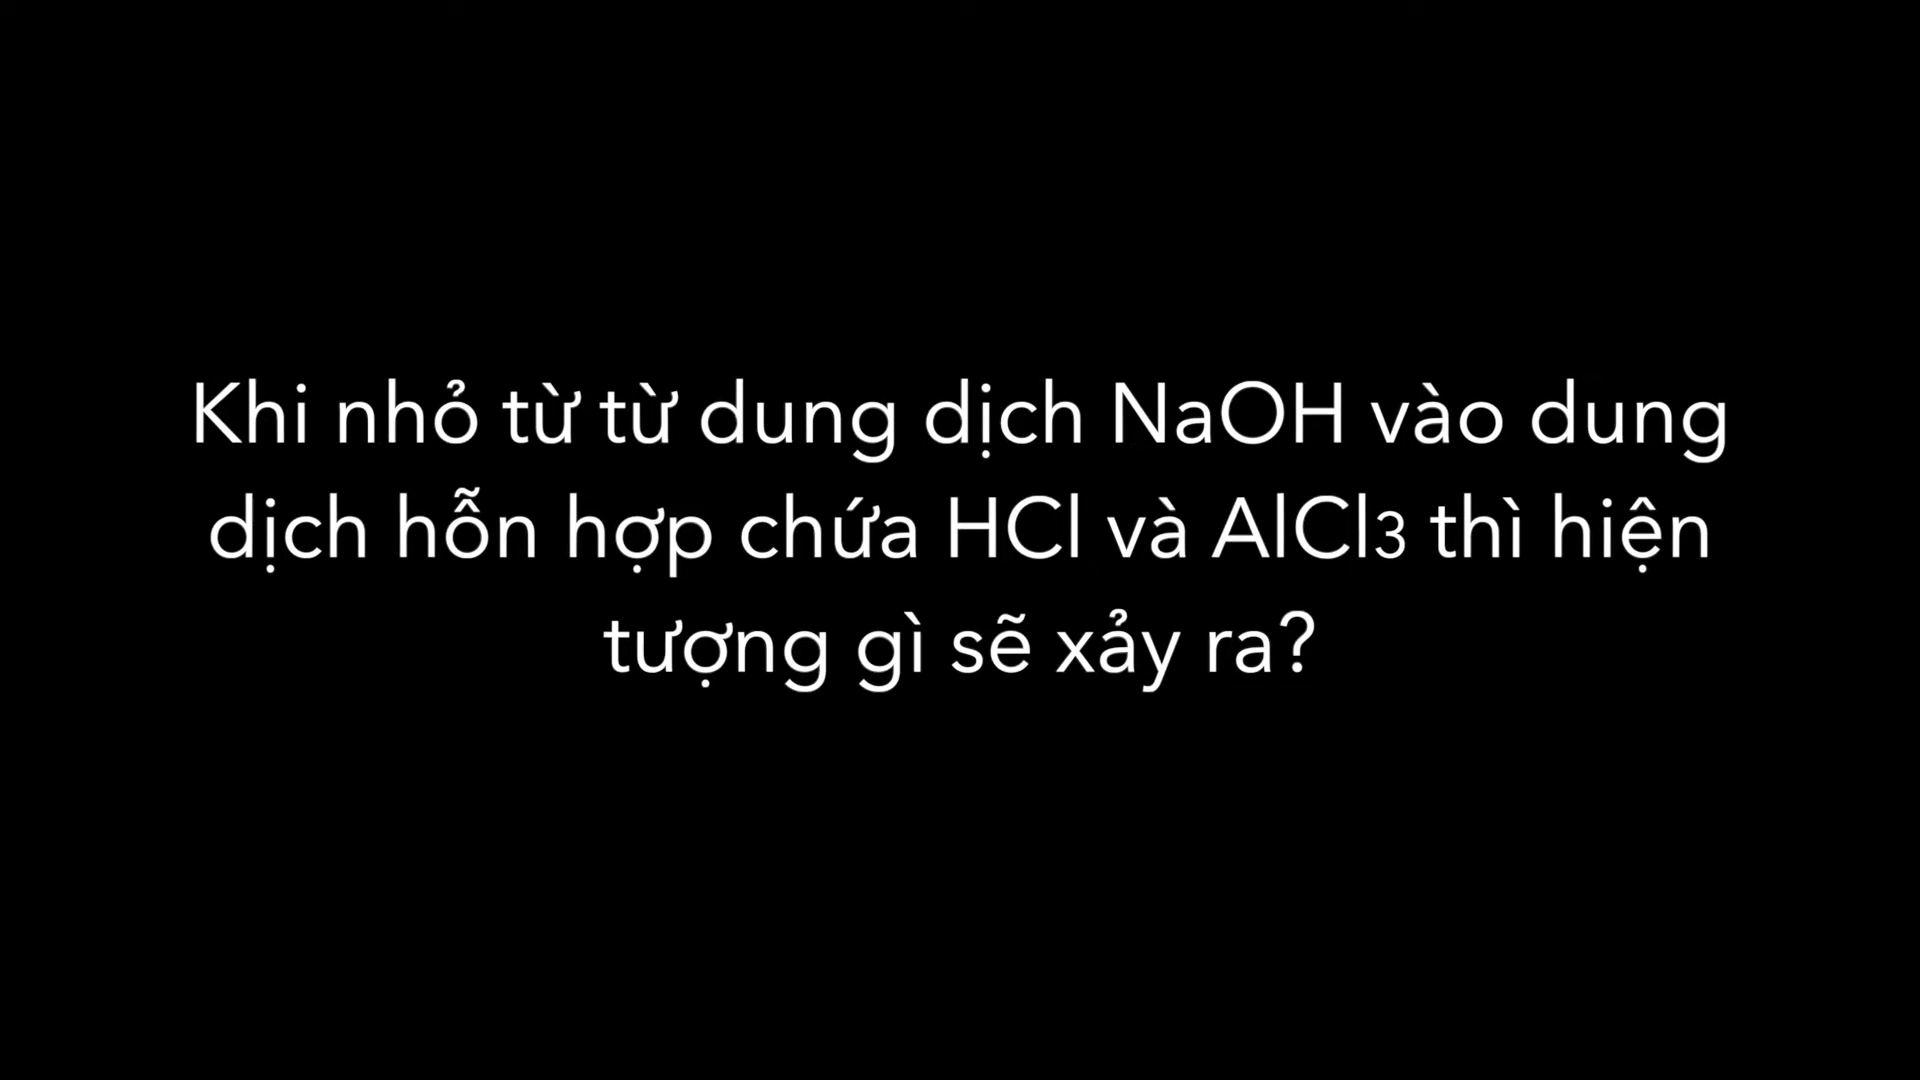 Khi nhỏ từ từ dung dịch NaOH vào dung
dịch hỗn hợp chứa HCl và AlCl3 thì hiện
tượng gì sẽ xảy ra?